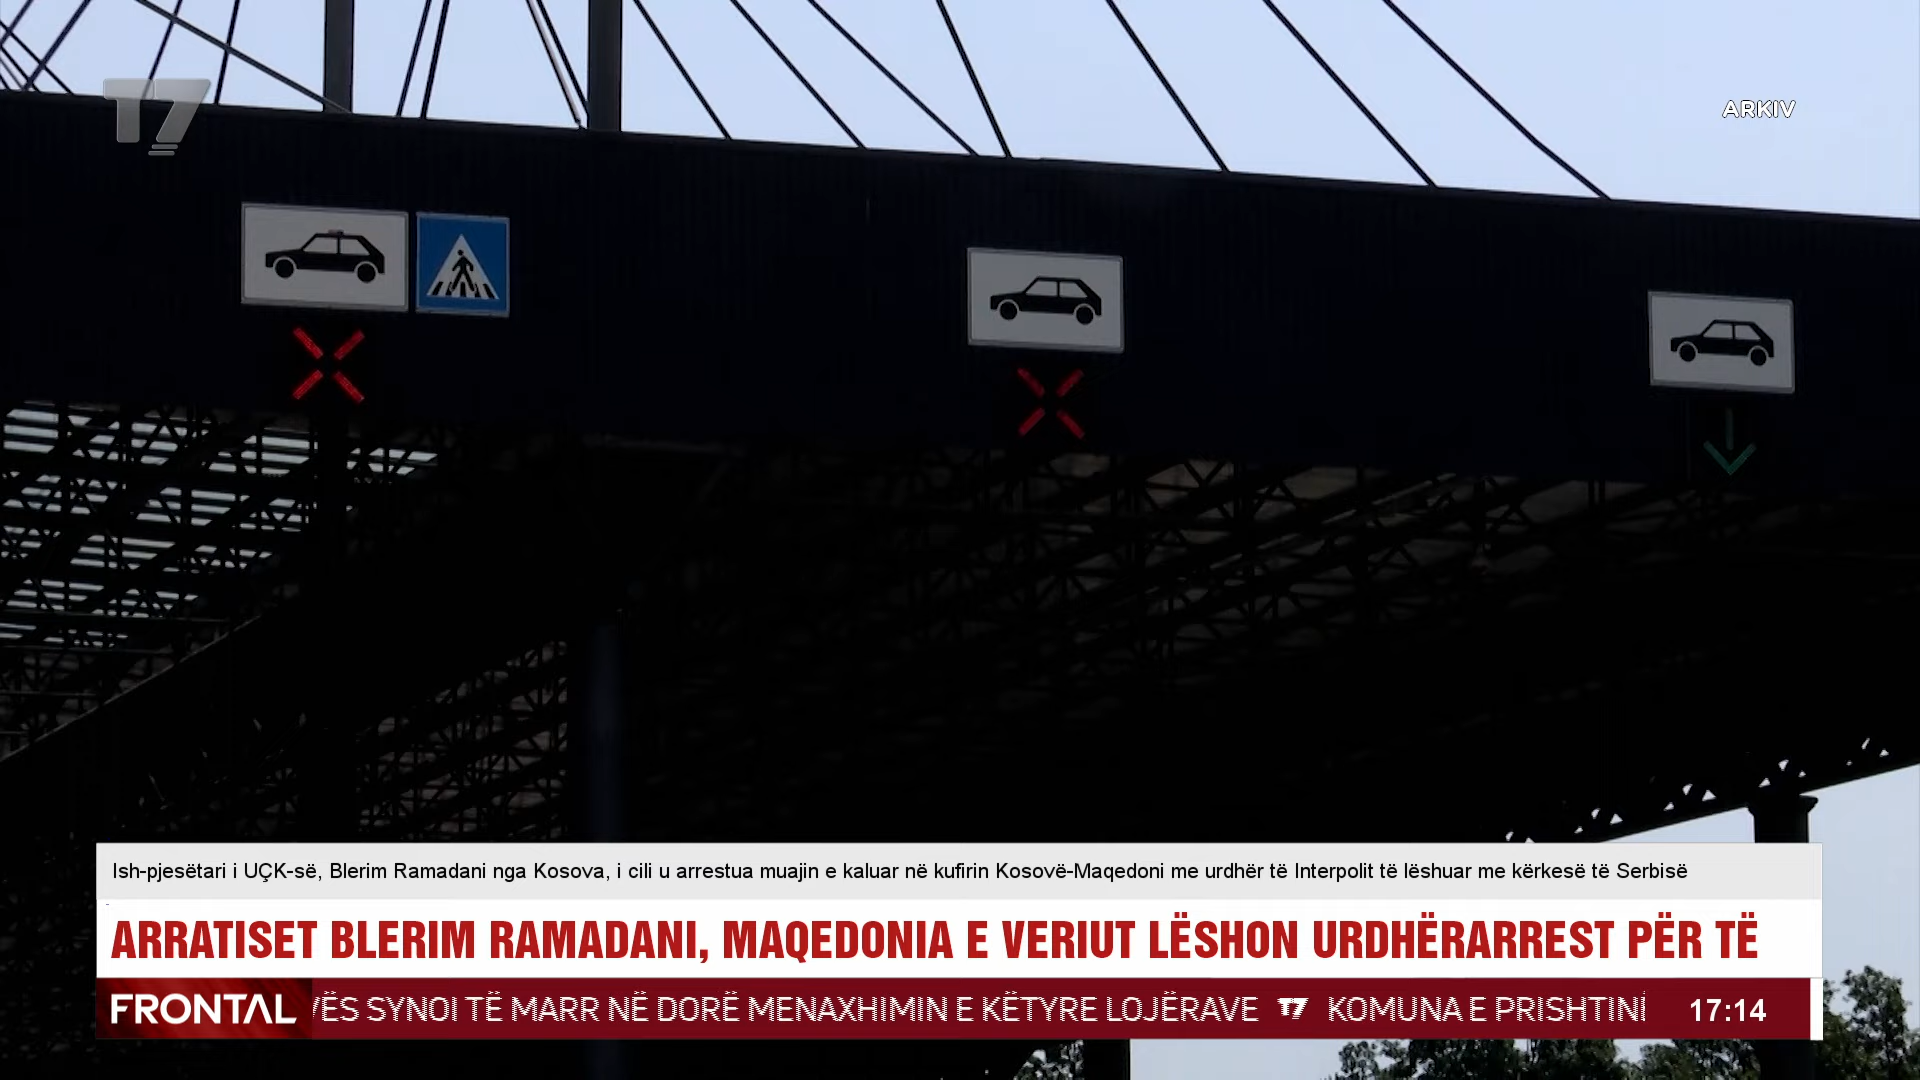 T7
ARKIV
Ish-pjesëtari i UÇK-së, Blerim Ramadani nga Kosova, i cili u arrestua muajin e kaluar në kufirin Kosovë-Maqedoni me urdhër të Interpolit të lëshuar me kërkesë të Serbisë
ARRATISET BLERIM RAMADANI, MAQEDONIA E VERIUT LËSHON URDHËRARREST PËR TË
FRONTAL VËS SYNOI TË MARR NË DORË MENAXHIMIN E KËTYRE LOJËRAVE T7 KOMUNA E PRISHTINË 17:14